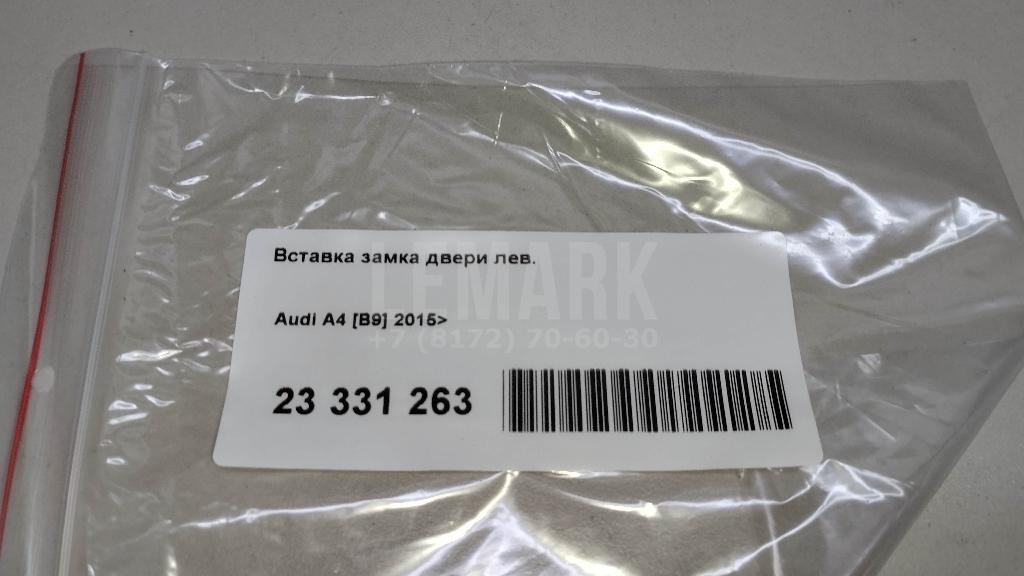 Вставка замка двери лев.
LEMARK
Audi A4 [B9] 2015>
+7 (8172) 70-60-30
23 331 263